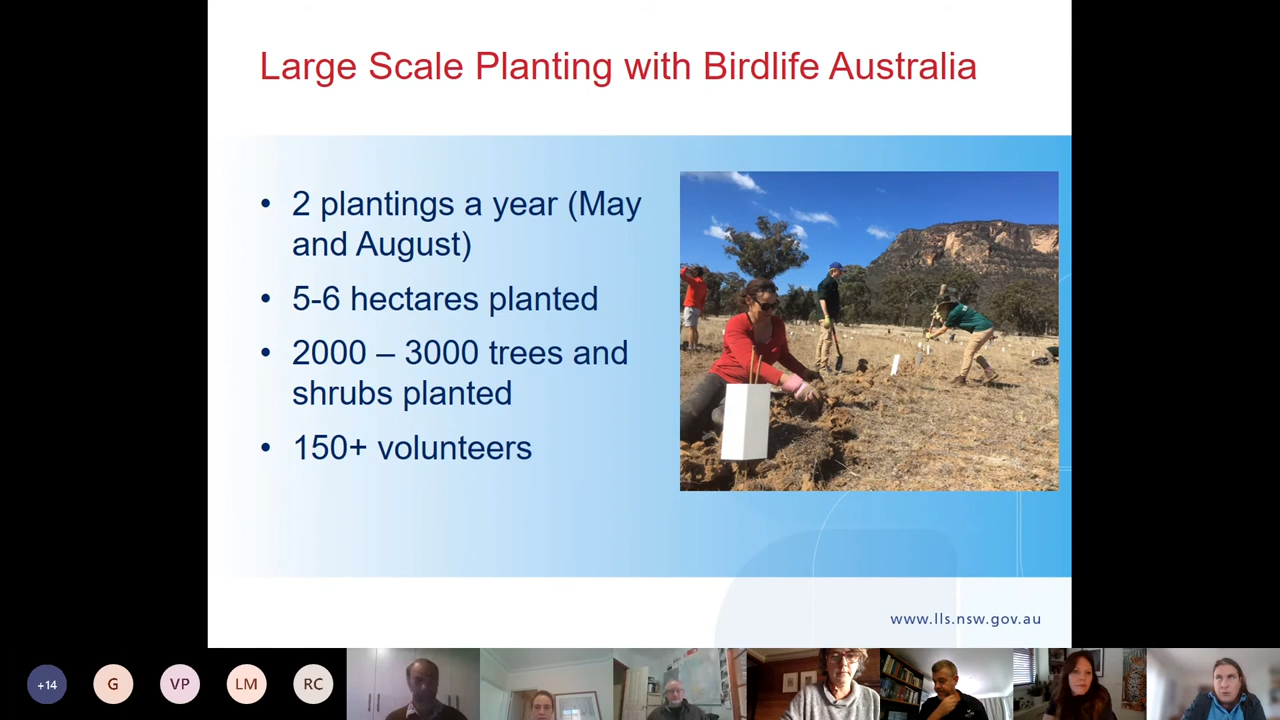 Large Scale Planting with Birdlife Australia
• 2 plantings a year (May
and August)
• 5-6 hectares planted
• 2000 – 3000 trees and
shrubs planted
• 150+ volunteers
www.lls.nsw.gov.au
+14
G
VP
LM
RC